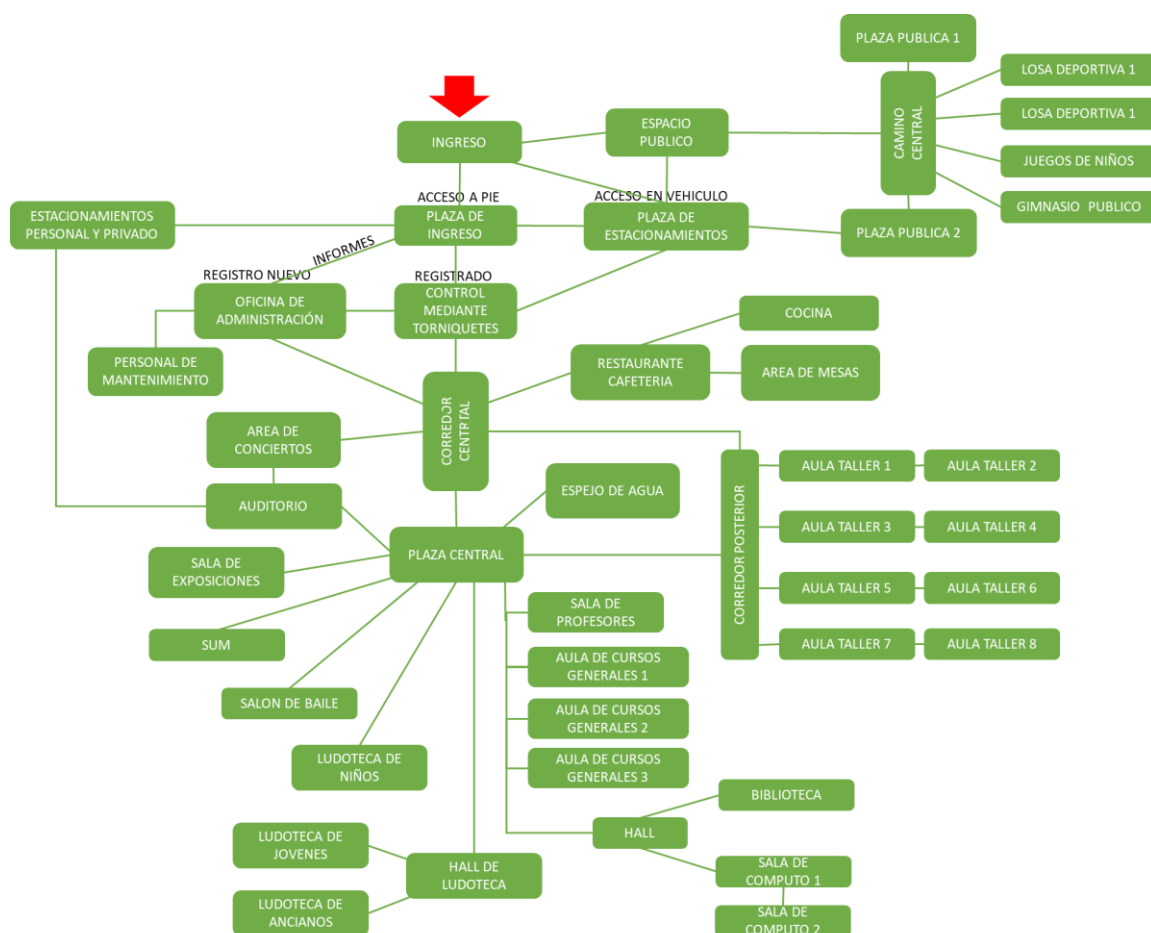 PLAZA PUBLICA 1
LOSA DEPORTIVA 1
LOSA DEPORTIVA 1
CAMINO
CENTRAL
JUEGOS DE NIÑOS
GIMNASIO PUBLICO
PLAZA PUBLICA 2
INGRESO
ESPACIO
PUBLICO
ACCESO A PIE
ACCESO EN VEHICULO
ESTACIONAMIENTOS
PERSONAL Y PRIVADO
PLAZA DE
INGRESO
PLAZA DE
ESTACIONAMIENTOS
INFORMES
REGISTRO NUEVO
REGISTRADO
OFICINA DE
ADMINISTRACIÓN
CONTROL
MEDIANTE
TORNIQUETES
PERSONAL DE
MANTENIMIENTO
COCINA
RESTAURANTE
CAFETERIA
AREA DE MESAS
CORREDOR
CENTRTAL
AREA DE
CONCIERTOS
AUDITORIO
ESPEJO DE AGUA
CORREDOR POSTERIOR
AULA TALLER 1
AULA TALLER 2
AULA TALLER 3
AULA TALLER 4
AULA TALLER 5
AULA TALLER 6
AULA TALLER 7
AULA TALLER 8
PLAZA CENTRAL
SALA DE
EXPOSICIONES
SUM
SALON DE BAILE
LUDOTECA DE
NIÑOS
SALA DE
PROFESORES
AULA DE CURSOS
GENERALES 1
AULA DE CURSOS
GENERALES 2
AULA DE CURSOS
GENERALES 3
BIBLIOTECA
HALL
SALA DE
COMPUTO 1
SALA DE
COMPUTO 2
LUDOTECA DE
JOVENES
HALL DE
LUDOTECA
LUDOTECA DE
ANCIANOS